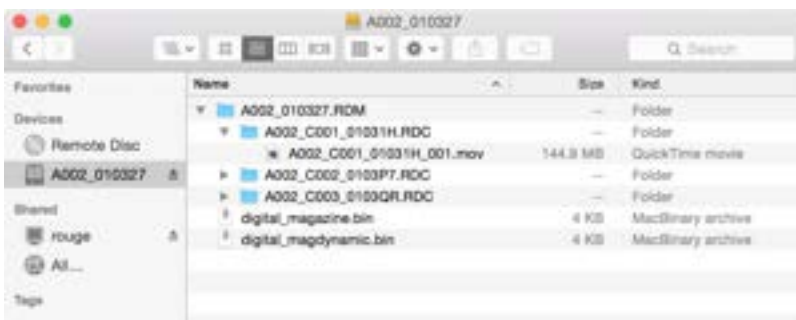 A002_010327
Search
Favorites
Devices
Remote Disc
A002_010327
Shared
rouge
All...
Tags
Name Size Kind
A002_010327.RDM -- Folder
A002_C001_01031H.RDC -- Folder
A002_C001_01031H_001.mov 144.9 MB QuickTime movie
A002_C002_0103P7.RDC -- Folder
A002_C003_0103QR.RDC -- Folder
digital_magazine.bin 4 KB MacBinary archive
digital_magdynamic.bin 4 KB MacBinary archive